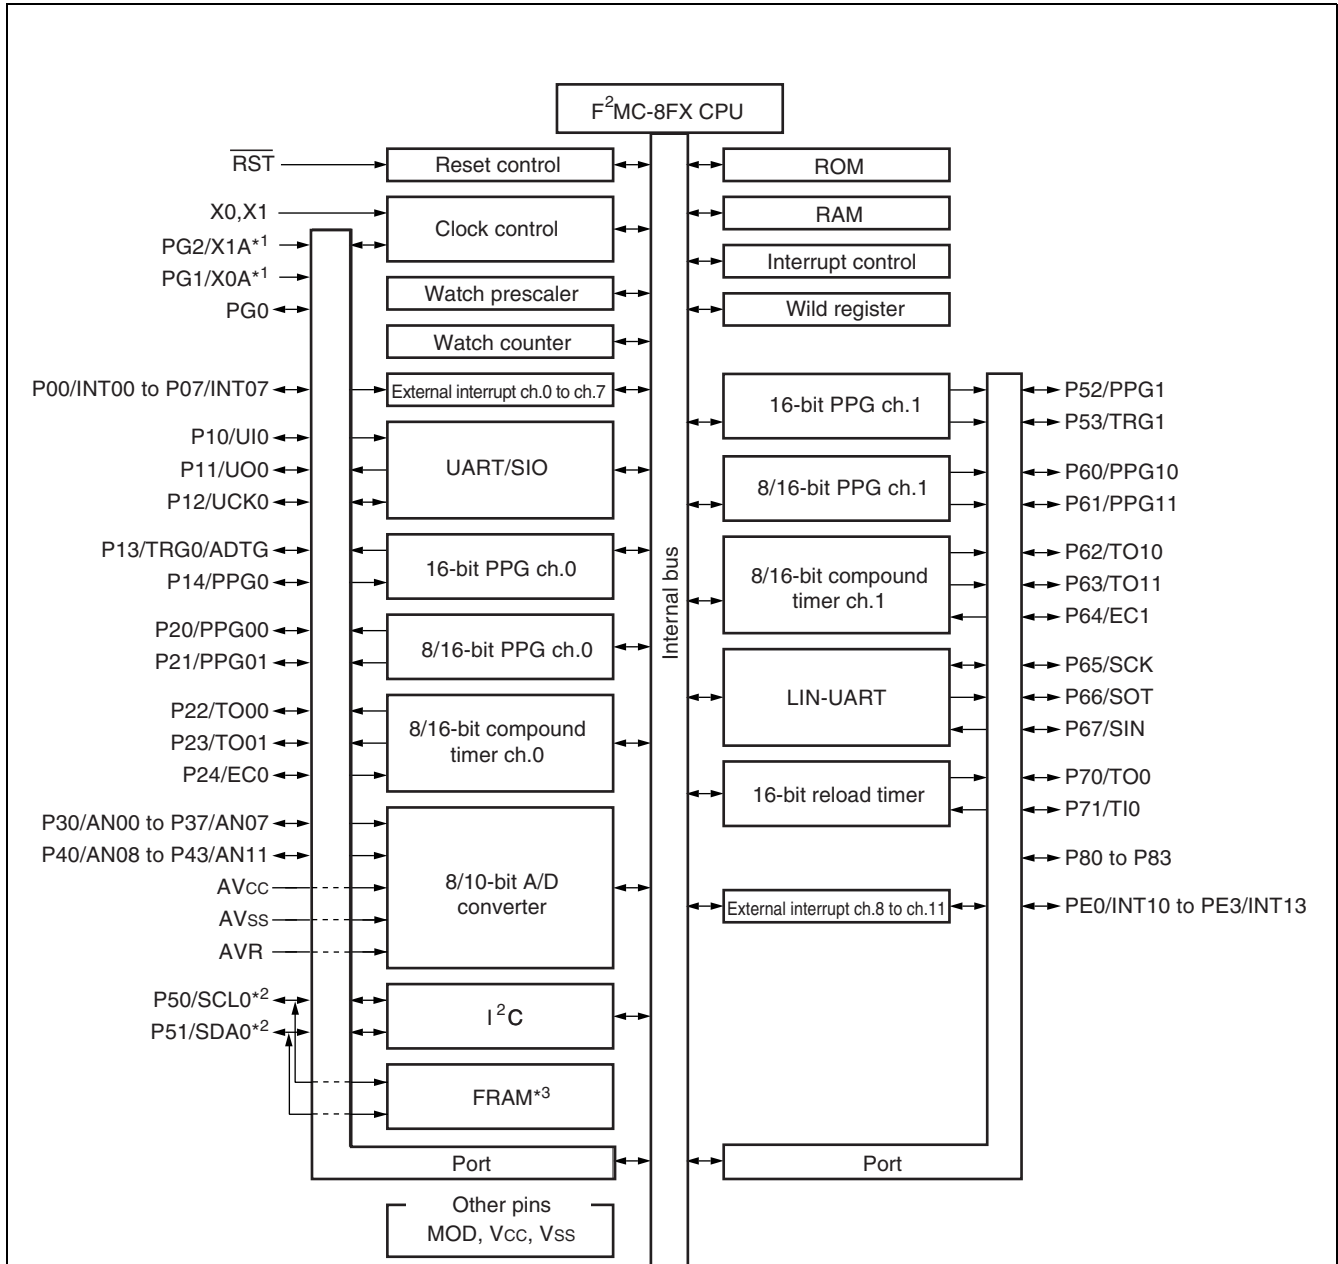 F²MC-8FX CPU
RST
Reset control
ROM
X0,X1
Clock control
RAM
PG2/X1A*1
PG1/X0A*1
Interrupt control
PG0
Watch prescaler
Wild register
Watch counter
P00/INT00 to P07/INT07
External interrupt ch.0 to ch.7
P10/UI0
P11/UO0
P12/UCK0
UART/SIO
P13/TRG0/ADTG
P14/PPG0
16-bit PPG ch.0
P20/PPG00
P21/PPG01
8/16-bit PPG ch.0
P22/TO00
P23/TO01
P24/EC0
8/16-bit compound
timer ch.0
P30/AN00 to P37/AN07
P40/AN08 to P43/AN11
AVCC
AVSS
AVR
8/10-bit A/D
converter
P50/SCL0*2
P51/SDA0*2
I²C
FRAM*3
Port
Other pins
MOD, VCC, VSS
Internal bus
16-bit PPG ch.1
P52/PPG1
P53/TRG1
8/16-bit PPG ch.1
P60/PPG10
P61/PPG11
8/16-bit compound
timer ch.1
P62/TO10
P63/TO11
P64/EC1
LIN-UART
P65/SCK
P66/SOT
P67/SIN
16-bit reload timer
P70/TO0
P71/TI0
P80 to P83
External interrupt ch.8 to ch.11
PE0/INT10 to PE3/INT13
Port